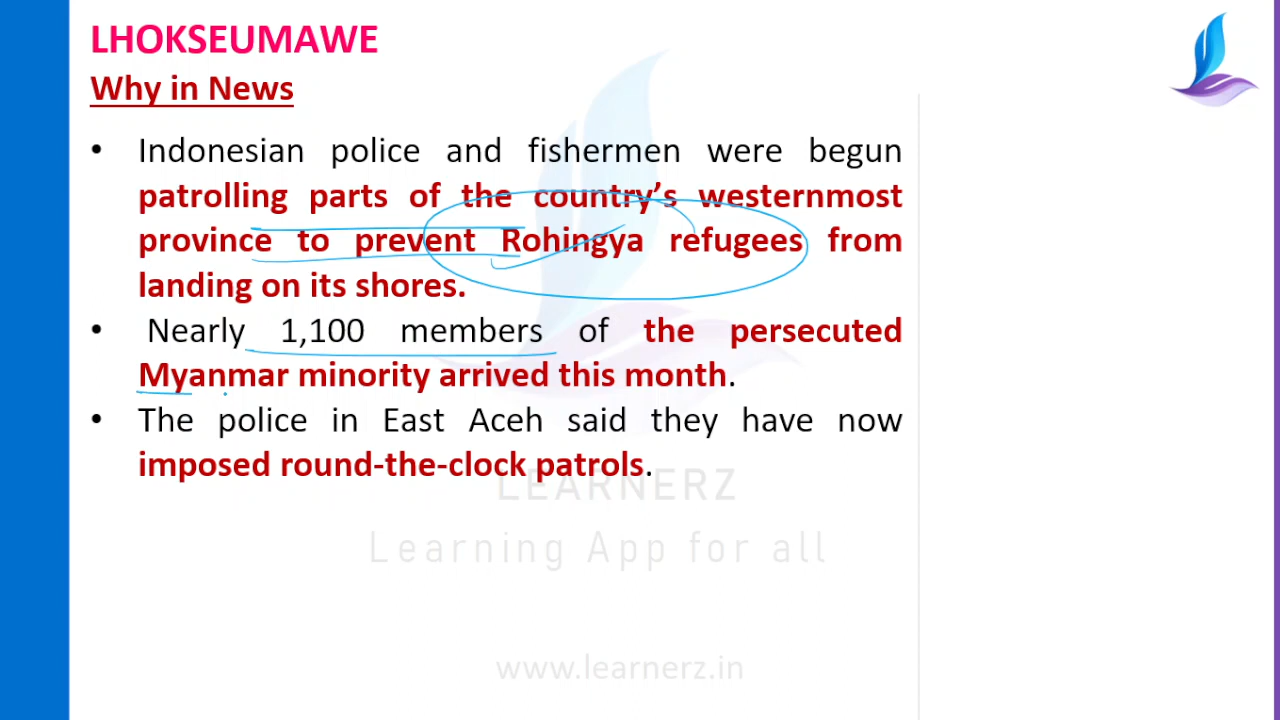 LHOKSEUMAWE
Why in News
• Indonesian police and fishermen were begun
patrolling parts of the country's westernmost
province to prevent Rohingya refugees from
landing on its shores.
• Nearly 1,100 members of the persecuted
Myanmar minority arrived this month.
• The police in East Aceh said they have now
imposed round-the-clock patrols.
LEARNERZ
Learning App for all
www.learnerz.in